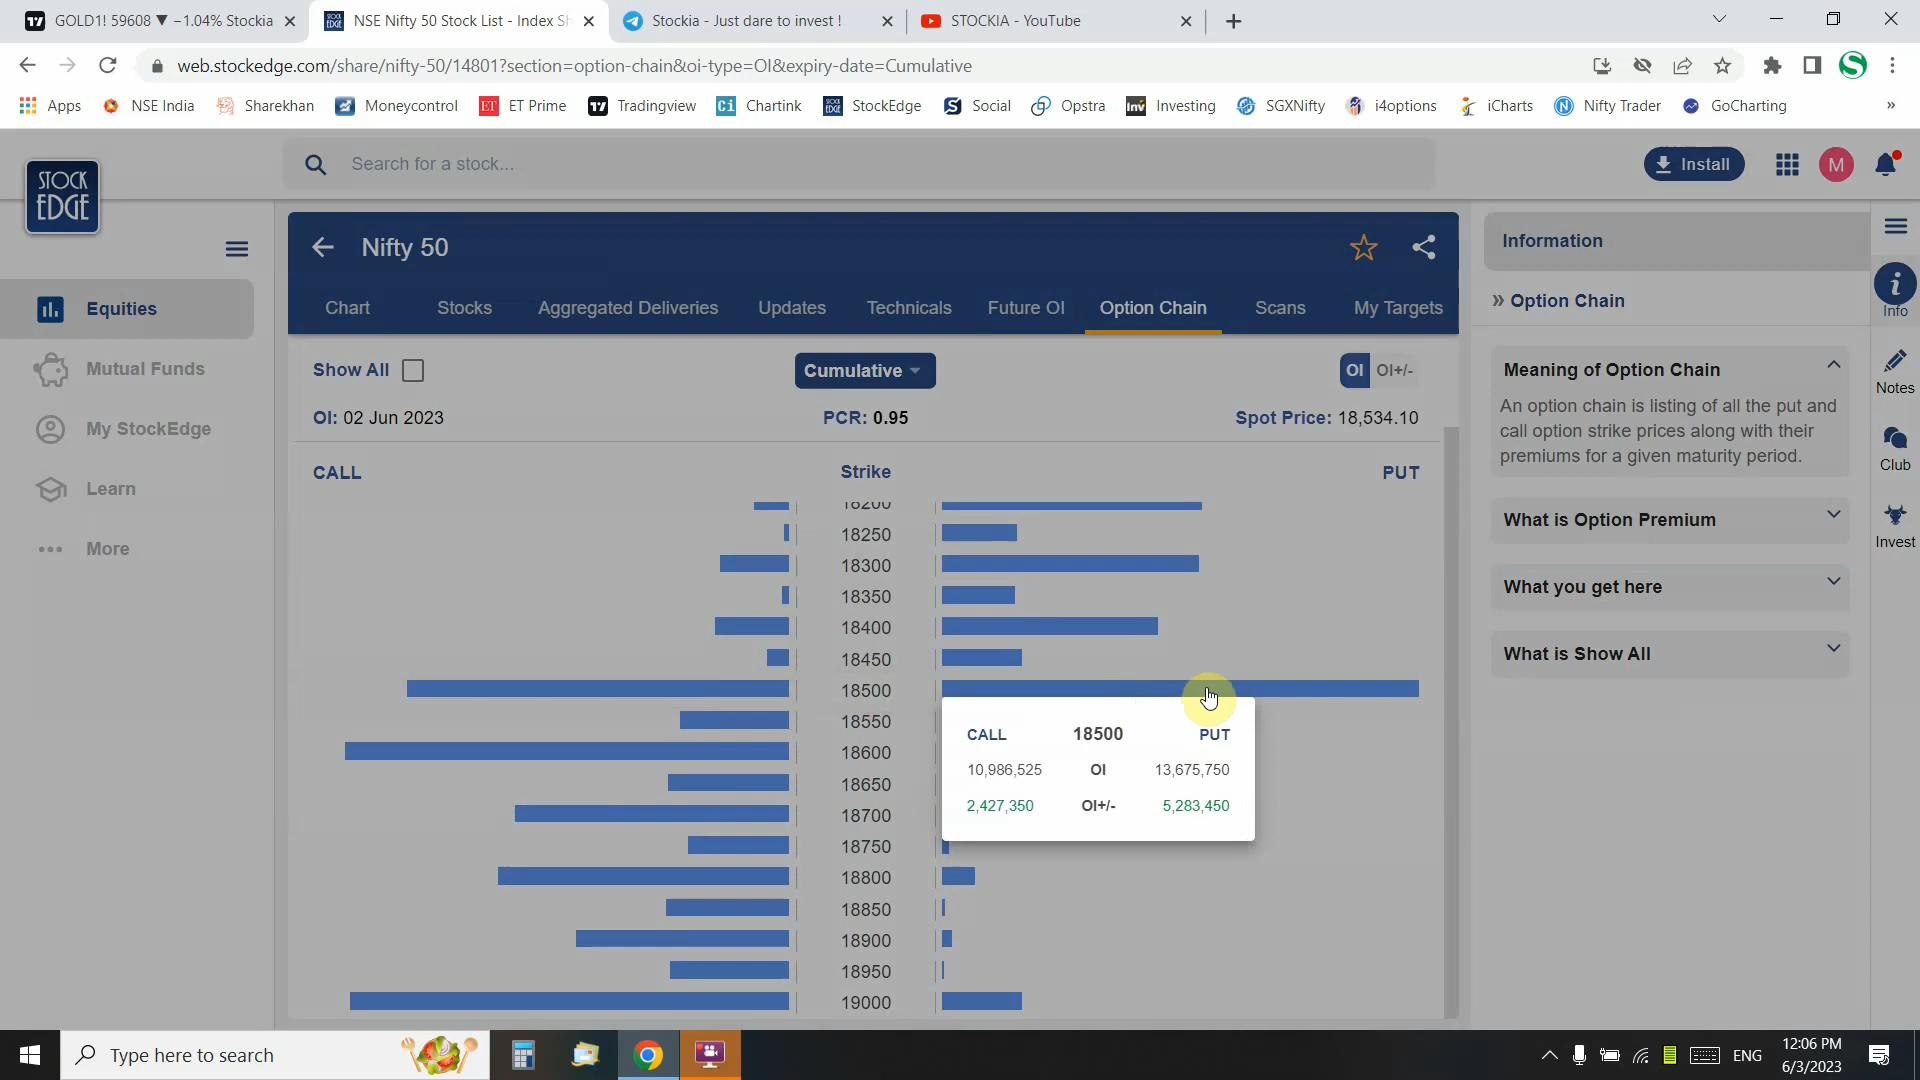 GOLD1! 59608 ▼ −1.04% Stockia
NSE Nifty 50 Stock List - Index Sh
Stockia - Just dare to invest !
STOCKIA - YouTube
web.stockedge.com/share/nifty-50/14801?section=option-chain&oi-type=OI&expiry-date=Cumulative
Apps
NSE India
Sharekhan
Moneycontrol
ET Prime
Tradingview
Chartink
StockEdge
Social
Opstra
Investing
SGXNifty
i4options
iCharts
Nifty Trader
GoCharting
»
STOCK
EDGE
Search for a stock...
Install
M
Equities
Mutual Funds
My StockEdge
Learn
More
Nifty 50
Chart
Stocks
Aggregated Deliveries
Updates
Technicals
Future OI
Option Chain
Scans
My Targets
Show All
Cumulative
OI OI+/-
OI: 02 Jun 2023
PCR: 0.95
Spot Price: 18,534.10
CALL
Strike
PUT
18200
18250
18300
18350
18400
18450
18500
18550
18600
18650
18700
18750
18800
18850
18900
18950
19000
CALL 18500 PUT
10,986,525 OI 13,675,750
2,427,350 OI+/- 5,283,450
Information
» Option Chain
Meaning of Option Chain
An option chain is listing of all the put and
call option strike prices along with their
premiums for a given maturity period.
What is Option Premium
What you get here
What is Show All
Info
Notes
Club
Invest
Type here to search
ENG
12:06 PM
6/3/2023